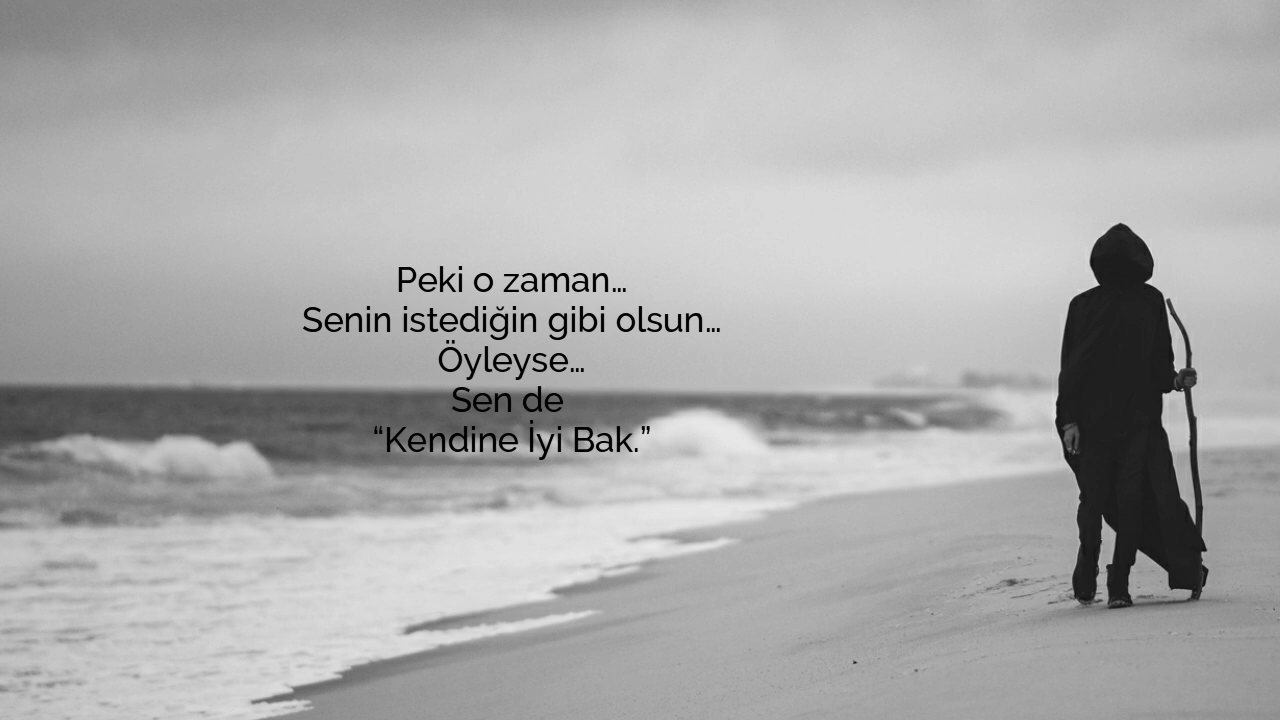 Peki o zaman…
Senin istediğin gibi olsun…
Öyleyse…
Sen de
“Kendine İyi Bak.”